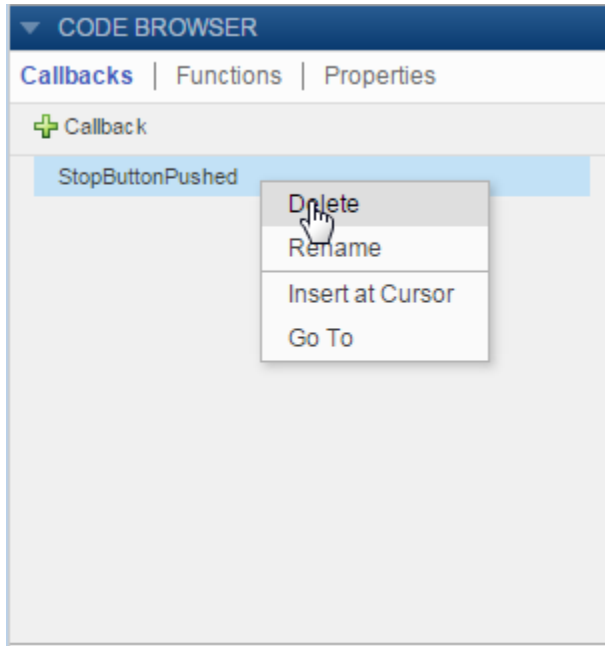 CODE BROWSER
Callbacks | Functions | Properties
Callback
StopButtonPushed
Delete
Rename
Insert at Cursor
Go To